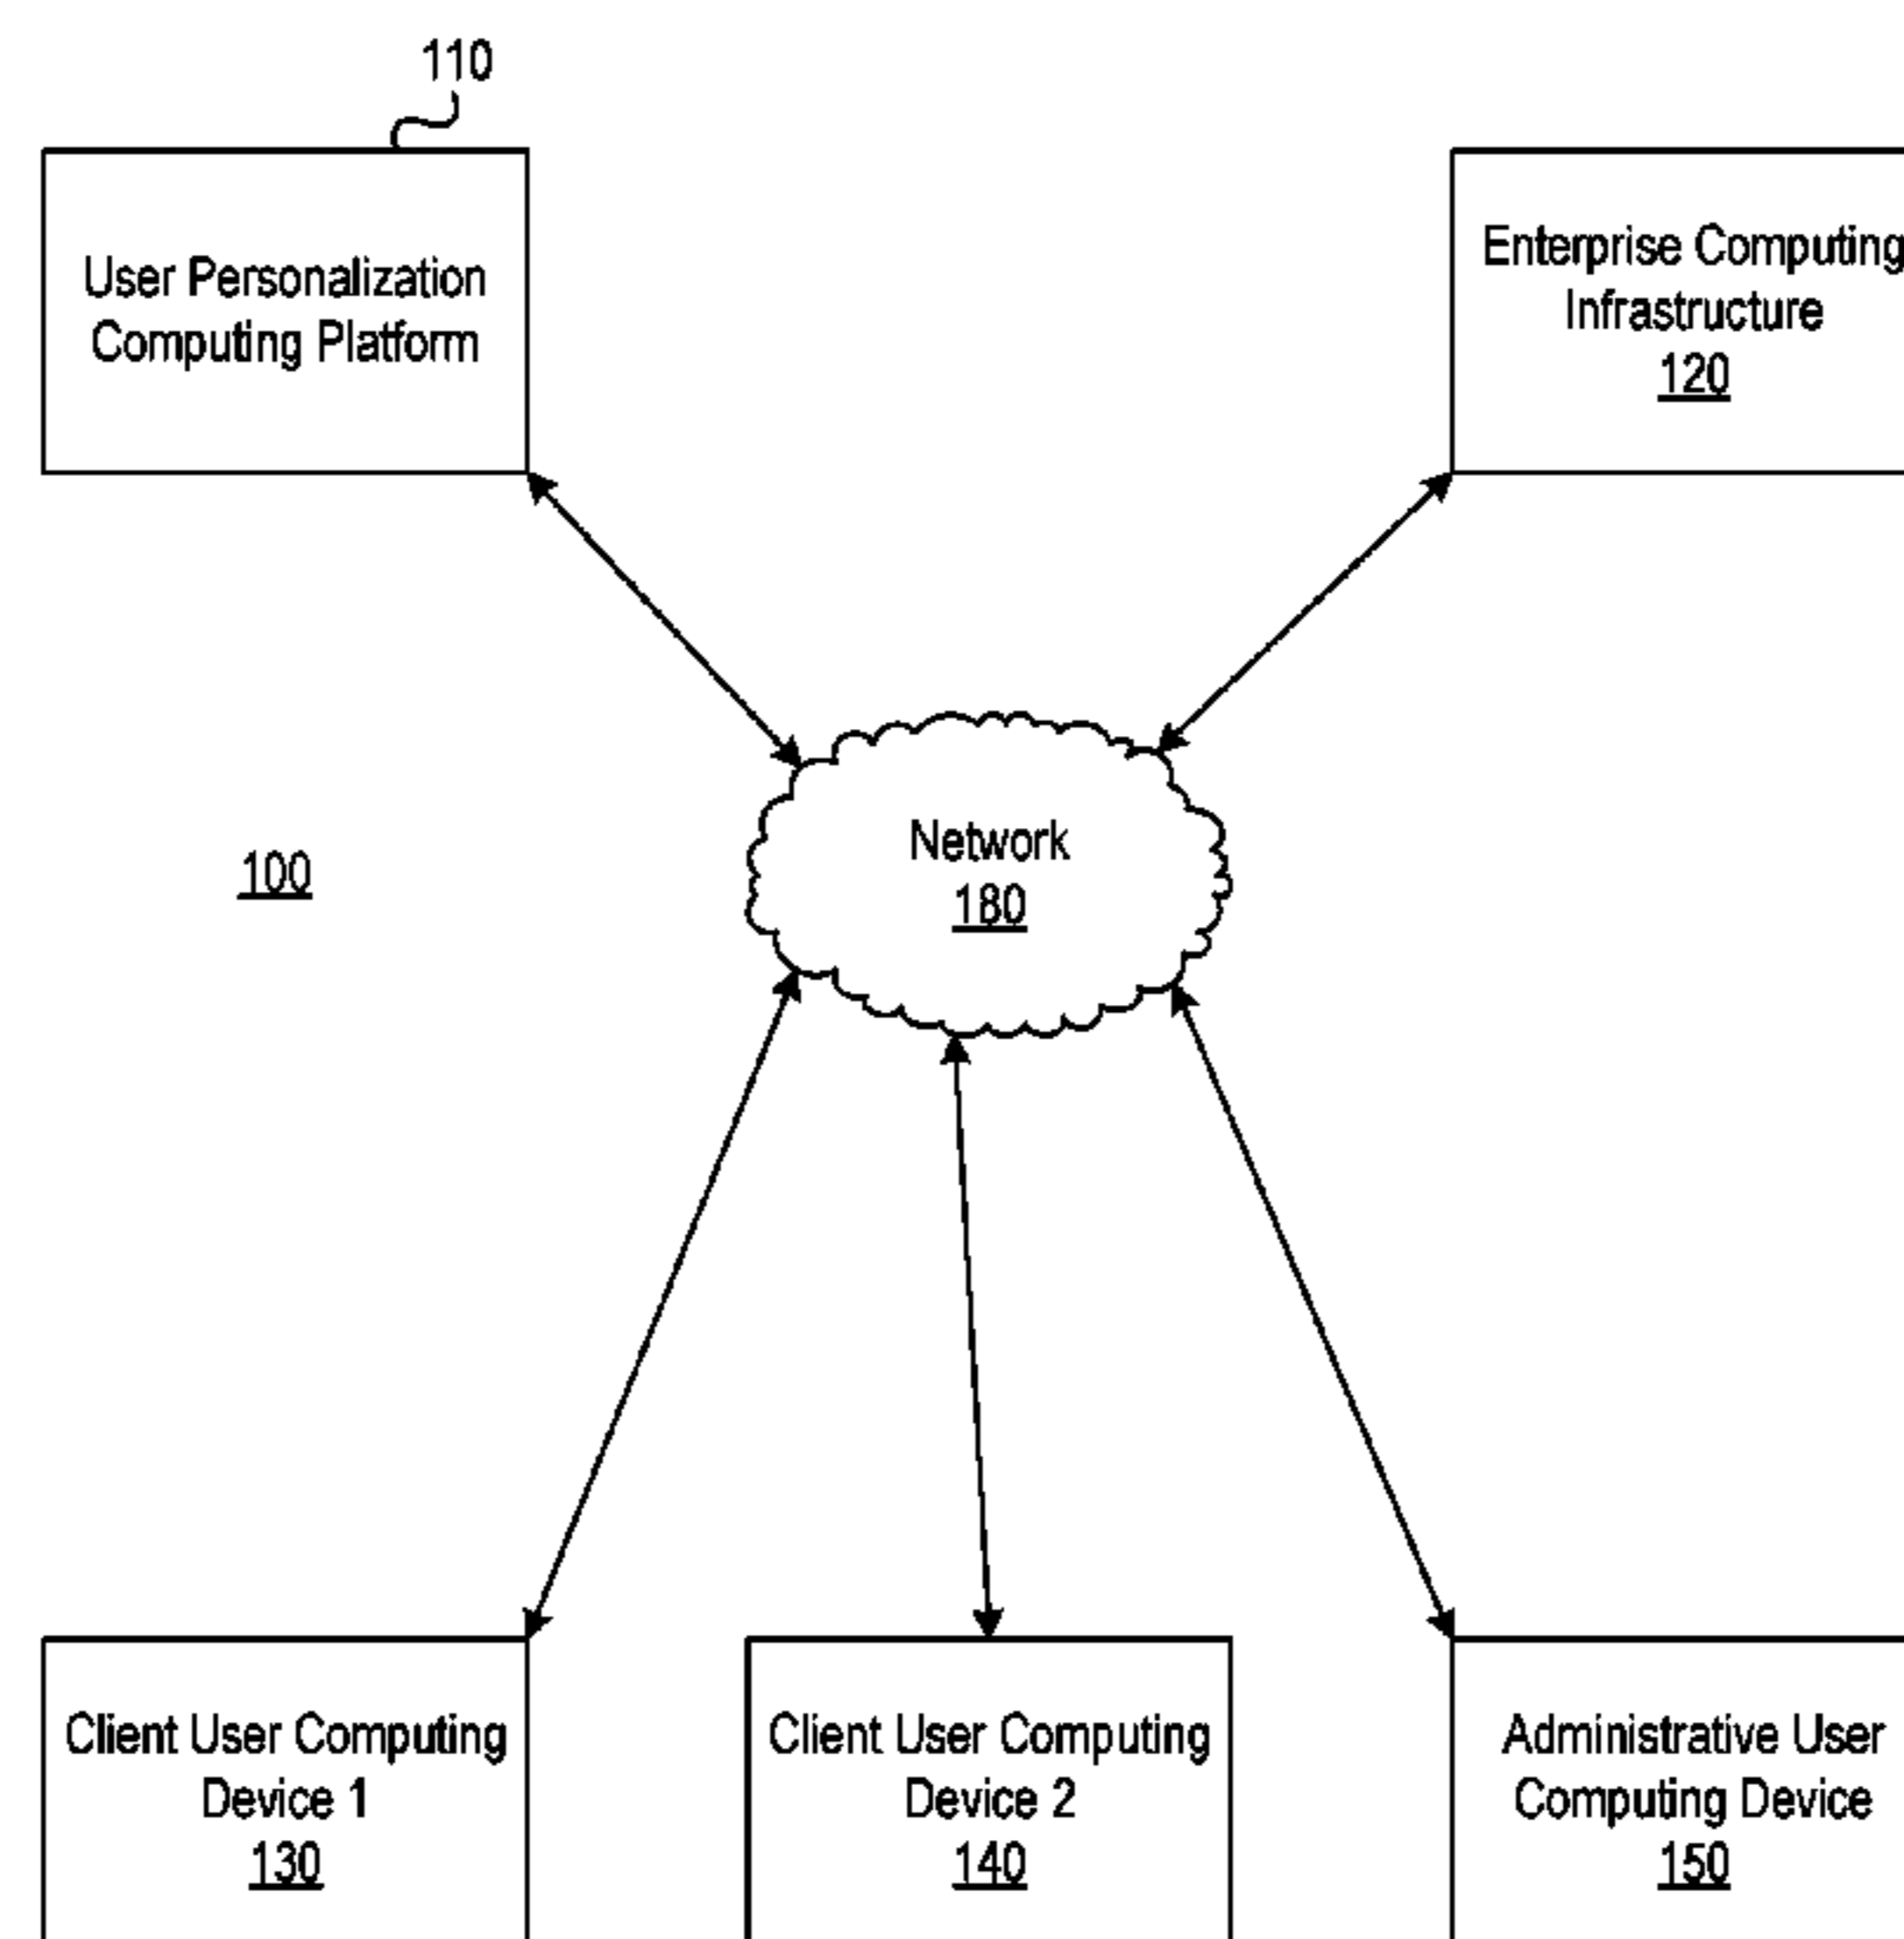 110
User Personalization
Computing Platform
Enterprise Computing
Infrastructure
120
Network
180
100
Client User Computing
Device 1
130
Client User Computing
Device 2
140
Administrative User
Computing Device
150